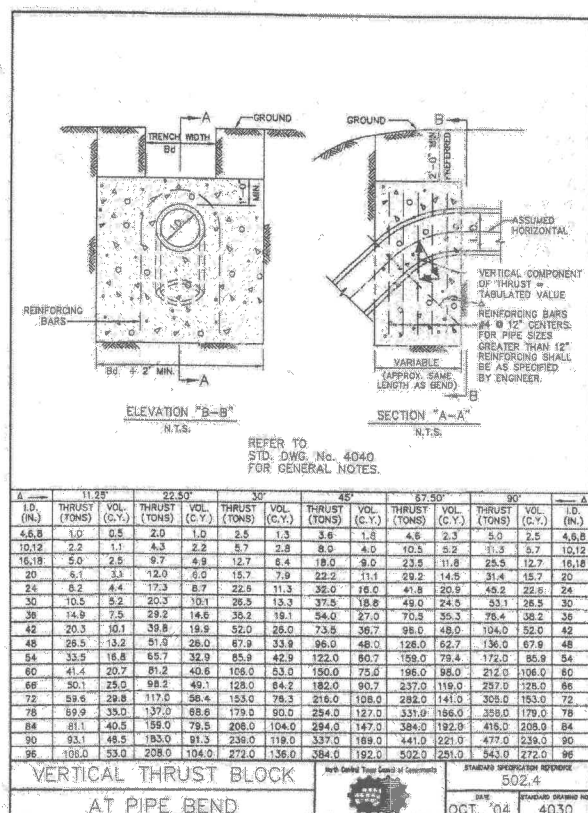 A
GROUND
TRENCH WIDTH
Bd
1'-0" MIN.
I.D.
REINFORCING
BARS
Bd + 2' MIN.
A
ELEVATION "B-B"
N.T.S.
B
GROUND
2'-0" MIN.
PREFERRED
ASSUMED
HORIZONTAL
VERTICAL COMPONENT
OF THRUST =
TABULATED VALUE
REINFORCING BARS
#4 @ 12" CENTERS.
FOR PIPE SIZES
GREATER THAN 12"
REINFORCING SHALL
BE AS SPECIFIED
BY ENGINEER.
VARIABLE
(APPROX. SAME
LENGTH AS BEND)
B
SECTION "A-A"
N.T.S.
REFER TO
STD. DWG. No. 4040
FOR GENERAL NOTES.
Δ 11.25° 22.50° 30° 45° 67.50° 90° Δ
I.D. (IN.) THRUST (TONS) VOL. (C.Y.) THRUST (TONS) VOL. (C.Y.) THRUST (TONS) VOL. (C.Y.) THRUST (TONS) VOL. (C.Y.) THRUST (TONS) VOL. (C.Y.) THRUST (TONS) VOL. (C.Y.) I.D. (IN.)
4,6,8 1.0 0.5 2.0 1.0 2.5 1.3 3.6 1.8 4.6 2.3 5.0 2.5 4,6,8
10,12 2.2 1.1 4.3 2.2 5.7 2.8 8.0 4.0 10.5 5.2 11.3 5.7 10,12
16,18 5.0 2.5 9.7 4.9 12.7 6.4 18.0 9.0 23.5 11.8 25.5 12.7 16,18
20 6.1 3.1 12.0 6.0 15.7 7.9 22.2 11.1 29.2 14.5 31.4 15.7 20
24 8.2 4.4 17.3 8.7 22.6 11.3 32.0 16.0 41.8 20.9 45.2 22.6 24
30 10.5 5.2 20.3 10.1 26.5 13.3 37.5 18.8 49.0 24.5 53.1 26.5 30
36 14.9 7.5 29.2 14.6 38.2 19.1 54.0 27.0 70.5 35.3 76.4 38.2 36
42 20.3 10.1 39.8 19.9 52.0 26.0 73.5 36.7 96.0 48.0 104.0 52.0 42
48 26.5 13.2 51.9 26.0 67.9 33.9 96.0 48.0 126.0 62.7 136.0 67.9 48
54 33.5 16.8 65.7 32.9 85.9 42.9 122.0 60.7 159.0 79.4 172.0 85.9 54
60 41.4 20.7 81.2 40.6 106.0 53.0 150.0 75.0 196.0 98.0 212.0 106.0 60
66 50.1 25.0 98.2 49.1 128.0 64.2 182.0 90.7 237.0 119.0 257.0 128.0 66
72 59.6 29.8 117.0 58.4 153.0 76.3 216.0 108.0 282.0 141.0 306.0 153.0 72
78 69.9 35.0 137.0 68.6 179.0 90.0 254.0 127.0 331.0 166.0 358.0 179.0 78
84 81.1 40.5 159.0 79.5 208.0 104.0 294.0 147.0 384.0 192.0 416.0 208.0 84
90 93.1 46.5 183.0 91.3 239.0 119.0 337.0 169.0 441.0 221.0 477.0 239.0 90
96 106.0 53.0 208.0 104.0 272.0 136.0 384.0 192.0 502.0 251.0 543.0 272.0 96
VERTICAL THRUST BLOCK
AT PIPE BEND
North Central Texas Council of Governments
STANDARD SPECIFICATION REFERENCE
502.4
DATE
OCT. '04
STANDARD DRAWING NO.
4030